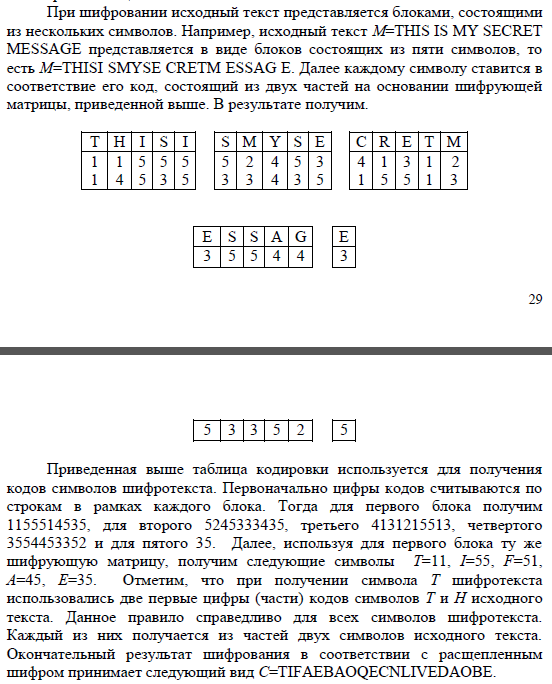 При шифровании исходный текст представляется блоками, состоящими
из нескольких символов. Например, исходный текст M=THIS IS MY SECRET
MESSAGE представляется в виде блоков состоящих из пяти символов, то
есть M=THISI SMYSE CRETM ESSAG E. Далее каждому символу ставится в
соответствие его код, состоящий из двух частей на основании шифрующей
матрицы, приведенной выше. В результате получим.
T H I S I S M Y S E C R E T M
1 1 5 5 5 5 2 4 5 3 4 1 3 1 2
1 4 5 3 5 3 3 4 3 5 1 5 5 1 3
E S S A G E
3 5 5 4 4 3
29
5 3 3 5 2 5
Приведенная выше таблица кодировки используется для получения
кодов символов шифротекста. Первоначально цифры кодов считываются по
строкам в рамках каждого блока. Тогда для первого блока получим
1155514535, для второго 5245333435, третьего 4131215513, четвертого
3554453352 и для пятого 35. Далее, используя для первого блока ту же
шифрующую матрицу, получим следующие символы T=11, I=55, F=51,
A=45, E=35. Отметим, что при получении символа T шифротекста
использовались две первые цифры (части) кодов символов T и H исходного
текста. Данное правило справедливо для всех символов шифротекста.
Каждый из них получается из частей двух символов исходного текста.
Окончательный результат шифрования в соответствии с расщепленным
шифром принимает следующий вид C=TIFAEBAOQECNLIVEDAOBE.